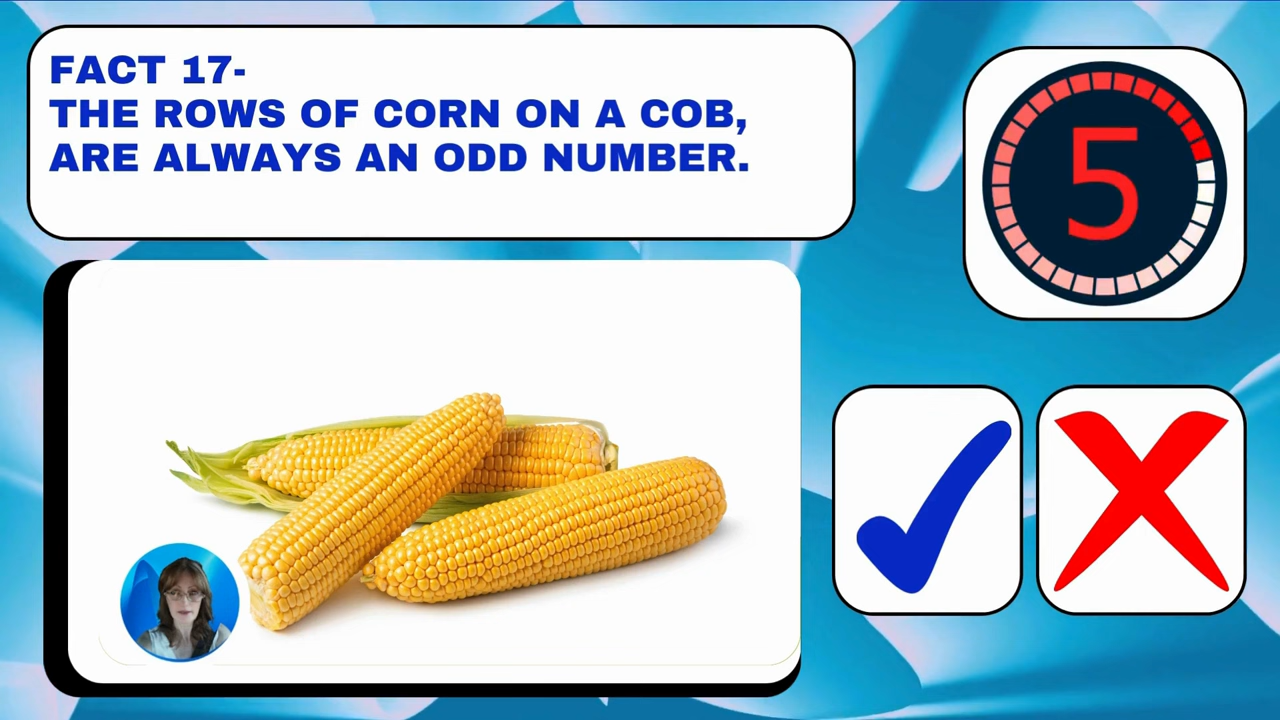 FACT 17-
THE ROWS OF CORN ON A COB,
ARE ALWAYS AN ODD NUMBER.
5